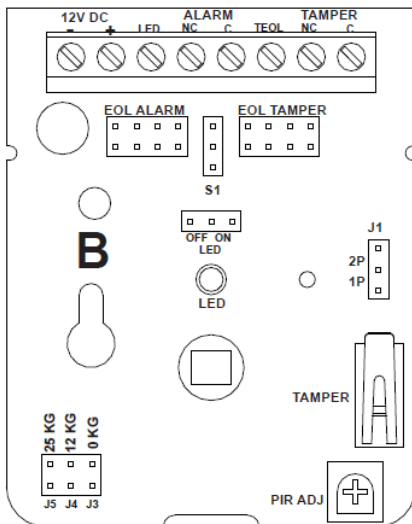 12V DC ALARM TAMPER
- + LED NC C TEOL NC C
EOL ALARM EOL TAMPER
S1
OFF ON
LED
J1
B
2P
1P
LED
TAMPER
25 KG
12 KG
0 KG
J5 J4 J3
PIR ADJ